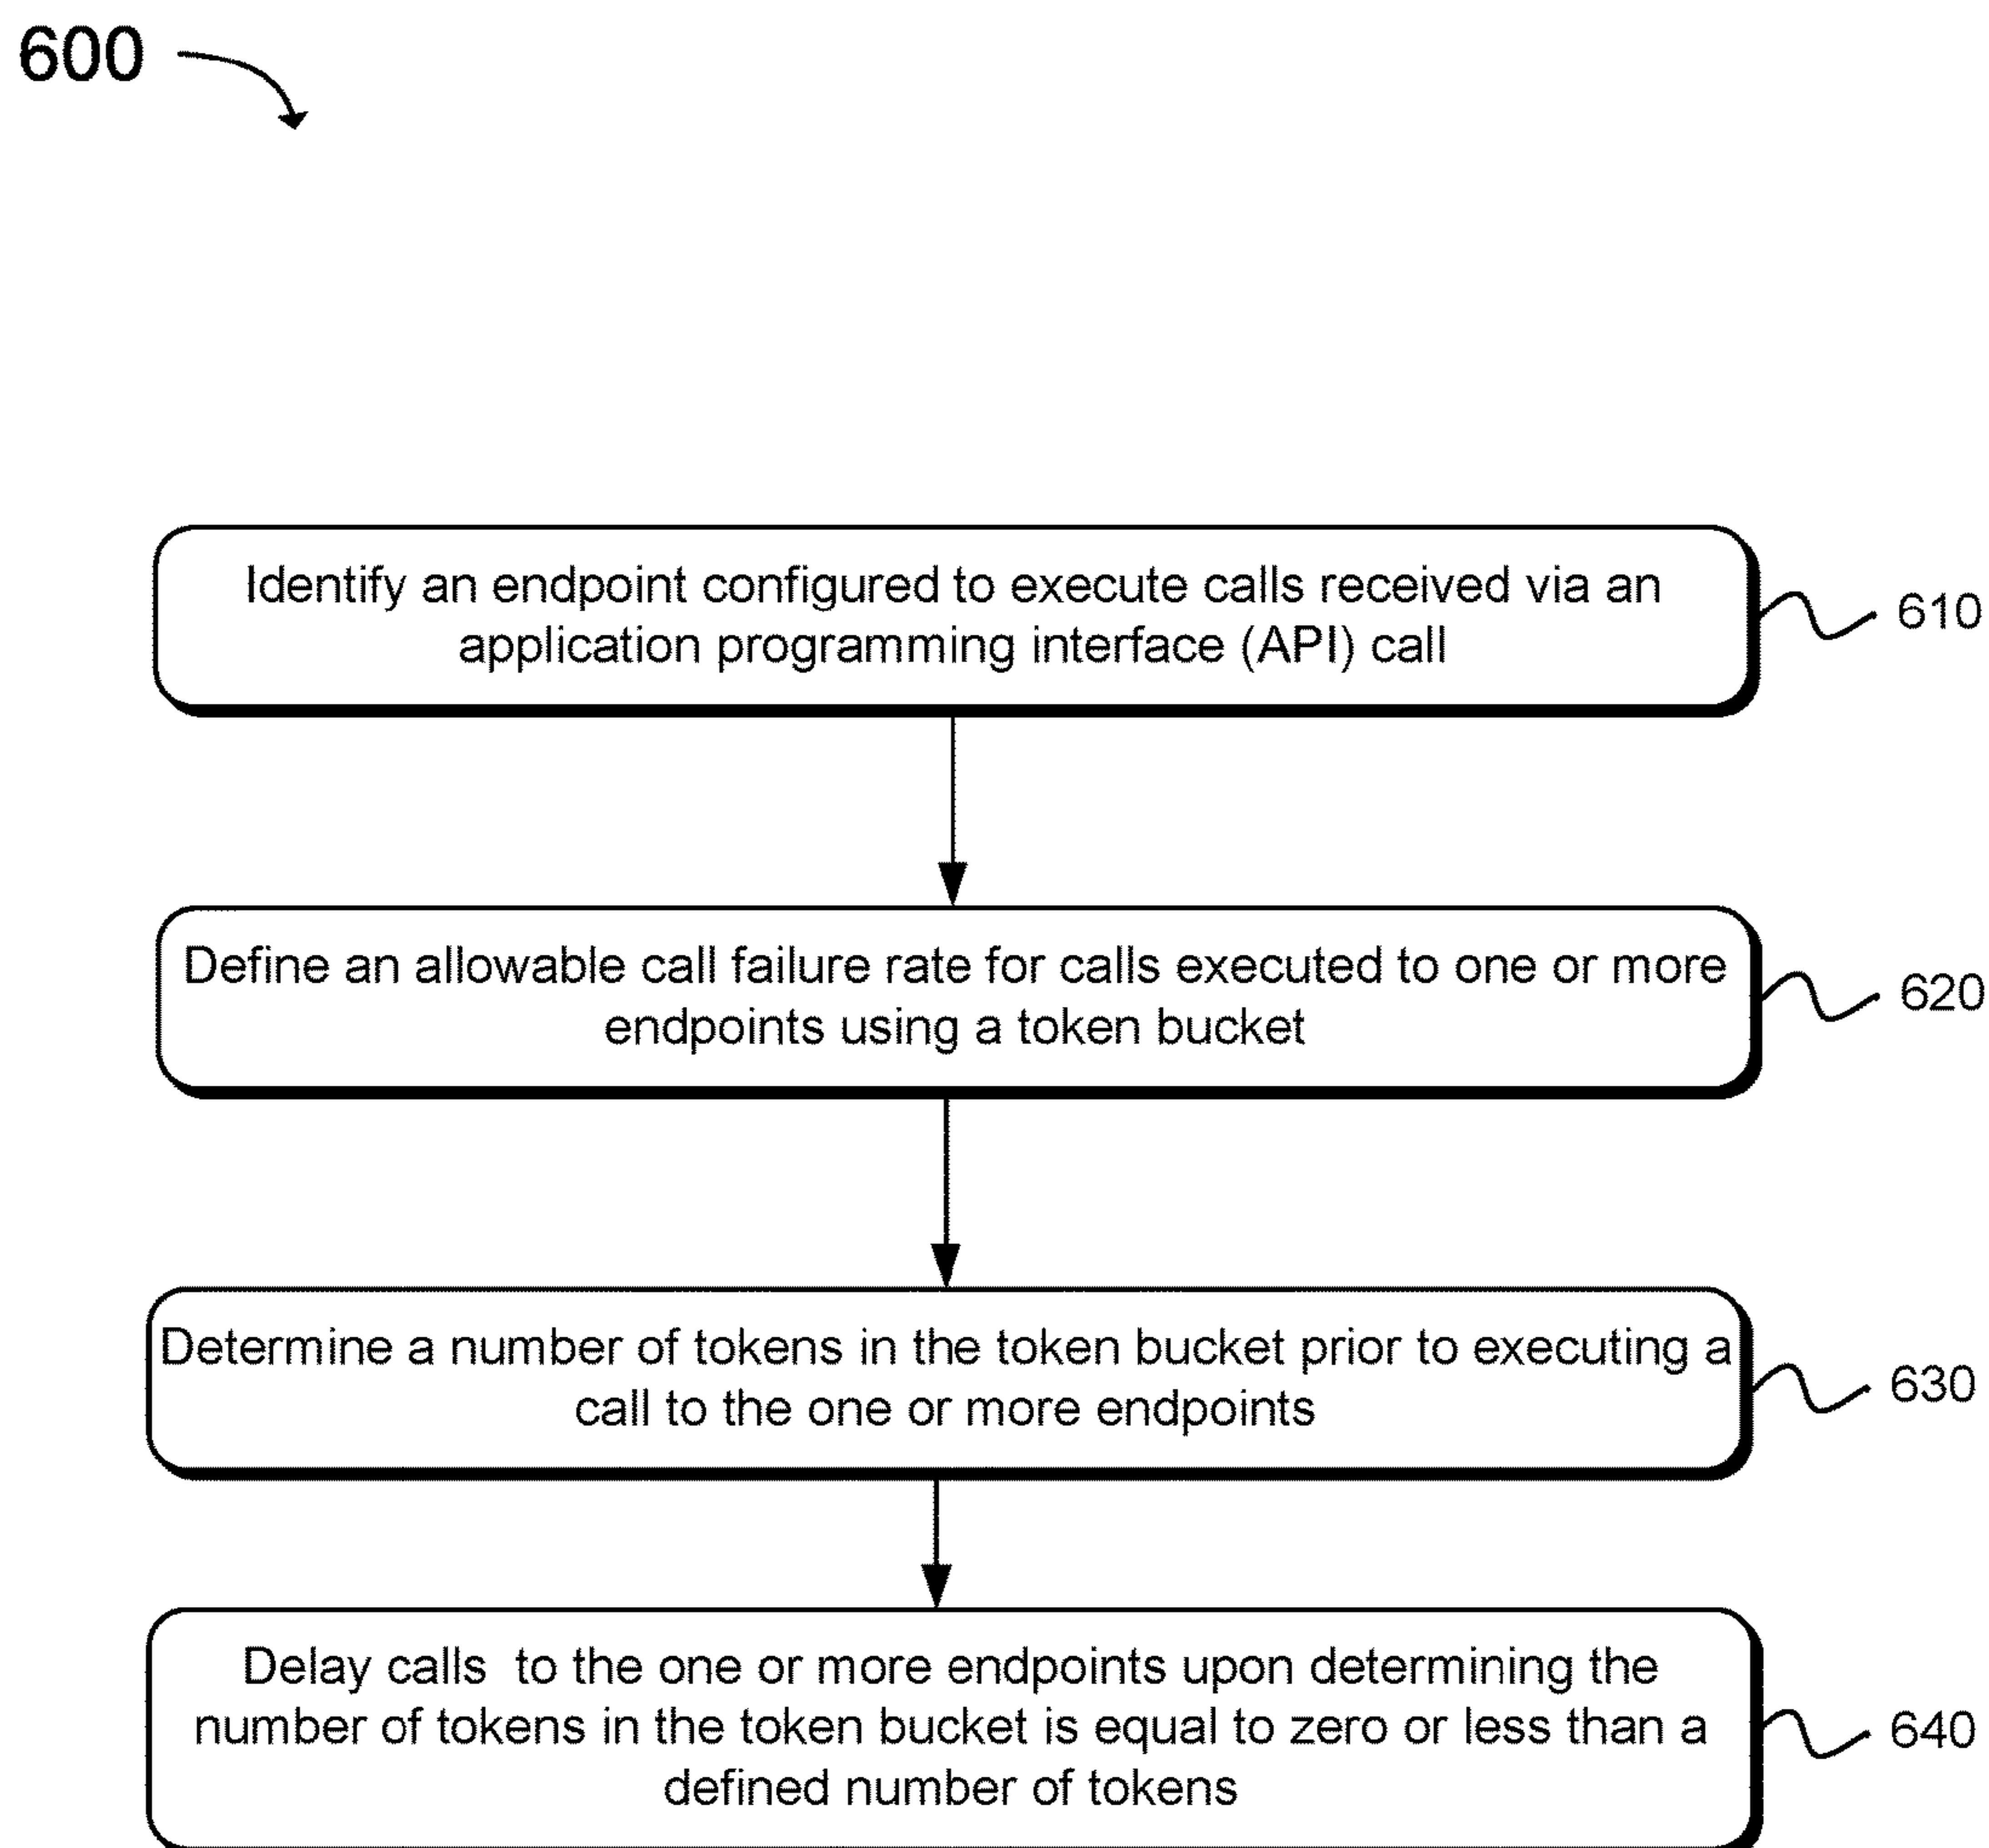 600
Identify an endpoint configured to execute calls received via an
application programming interface (API) call
610
Define an allowable call failure rate for calls executed to one or more
endpoints using a token bucket
620
Determine a number of tokens in the token bucket prior to executing a
call to the one or more endpoints
630
Delay calls  to the one or more endpoints upon determining the
number of tokens in the token bucket is equal to zero or less than a
defined number of tokens
640